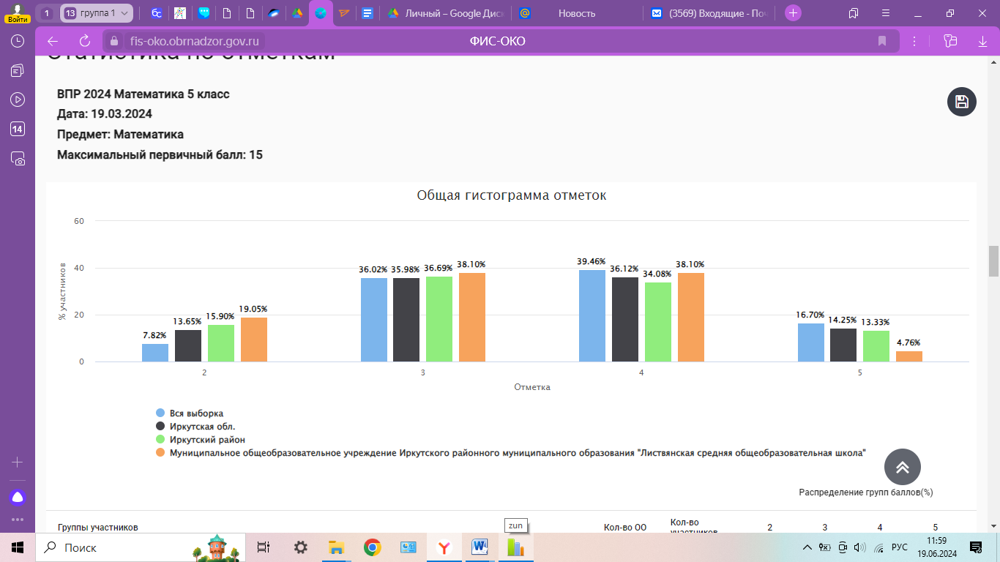 Войти
1
13 группа 1
Личный – Google Дис
Новость
(3569) Входящие - Поч
fis-oko.obrnadzor.gov.ru
ФИС-ОКО
14
Статистика по отметкам
ВПР 2024 Математика 5 класс
Дата: 19.03.2024
Предмет: Математика
Максимальный первичный балл: 15
Общая гистограмма отметок
% участников
60
40
20
0
7.82% 13.65% 15.90% 19.05%
36.02% 35.98% 36.69% 38.10%
39.46% 36.12% 34.08% 38.10%
16.70% 14.25% 13.33% 4.76%
2 3 4 5
Отметка
Вся выборка
Иркутская обл.
Иркутский район
Муниципальное общеобразовательное учреждение Иркутского районного муниципального образования "Листвянская средняя общеобразовательная школа"
Распределение групп баллов(%)
Группы участников Кол-во ОО Кол-во участников 2 3 4 5
zun
Поиск
РУС
11:59
19.06.2024